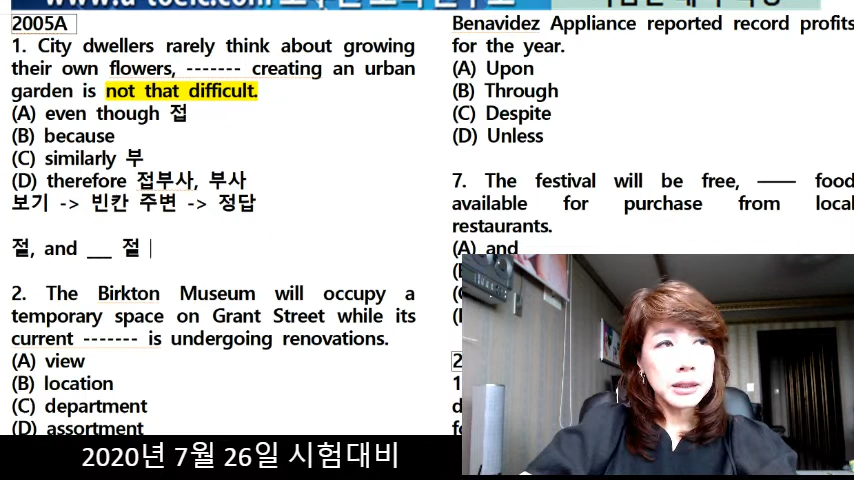 2005A
1. City dwellers rarely think about growing
their own flowers, ------- creating an urban
garden is not that difficult.
(A) even though 접
(B) because
(C) similarly 부
(D) therefore 접부사, 부사
보기 -> 빈칸 주변 -> 정답
절, and ___ 절
2. The Birkton Museum will occupy a
temporary space on Grant Street while its
current ------- is undergoing renovations.
(A) view
(B) location
(C) department
(D) assortment
Benavidez Appliance reported record profits
for the year.
(A) Upon
(B) Through
(C) Despite
(D) Unless
7. The festival will be free, —— food
available for purchase from local
restaurants.
(A) and
2020년 7월 26일 시험대비